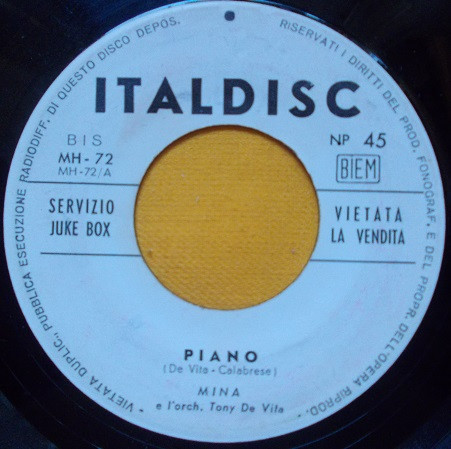 VIETATA DUPLIC., PUBBLICA ESECUZIONE RADIODIFF. DI QUESTO DISCO DEPOS.
RISERVATI I DIRITTI DEL PROD. FONOGRAF. E DEL PROPR. DELL'OPERA RIPROD.
ITALDISC
BIS
MH-72
MH-72/A
NP 45
BIEM
SERVIZIO
JUKE BOX
VIETATA
LA VENDITA
PIANO
(De Vita - Calabrese)
MINA
e l'orch. Tony De Vita